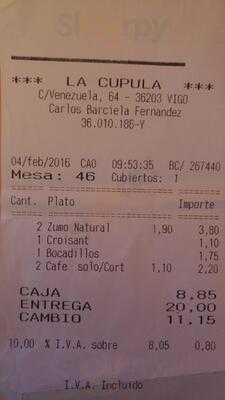 *** LA CUPULA ***
C/Venezuela, 64 - 36203 VIGO
Carlos Barciela Fernandez
36.010.186-Y
04/feb/2016 CAO 09:53:35 BC/ 267440
Mesa: 46 Cubiertos: 1
Cant. Plato Importe
2 Zumo Natural 1,90 3,80
1 Croisant 1,10
1 Bocadillos 1,75
2 Cafe solo/Cort 1,10 2,20
CAJA 8.85
ENTREGA 20.00
CAMBIO 11.15
10,00 % I.V.A. sobre 8,05 0,80
I.V.A. Incluido